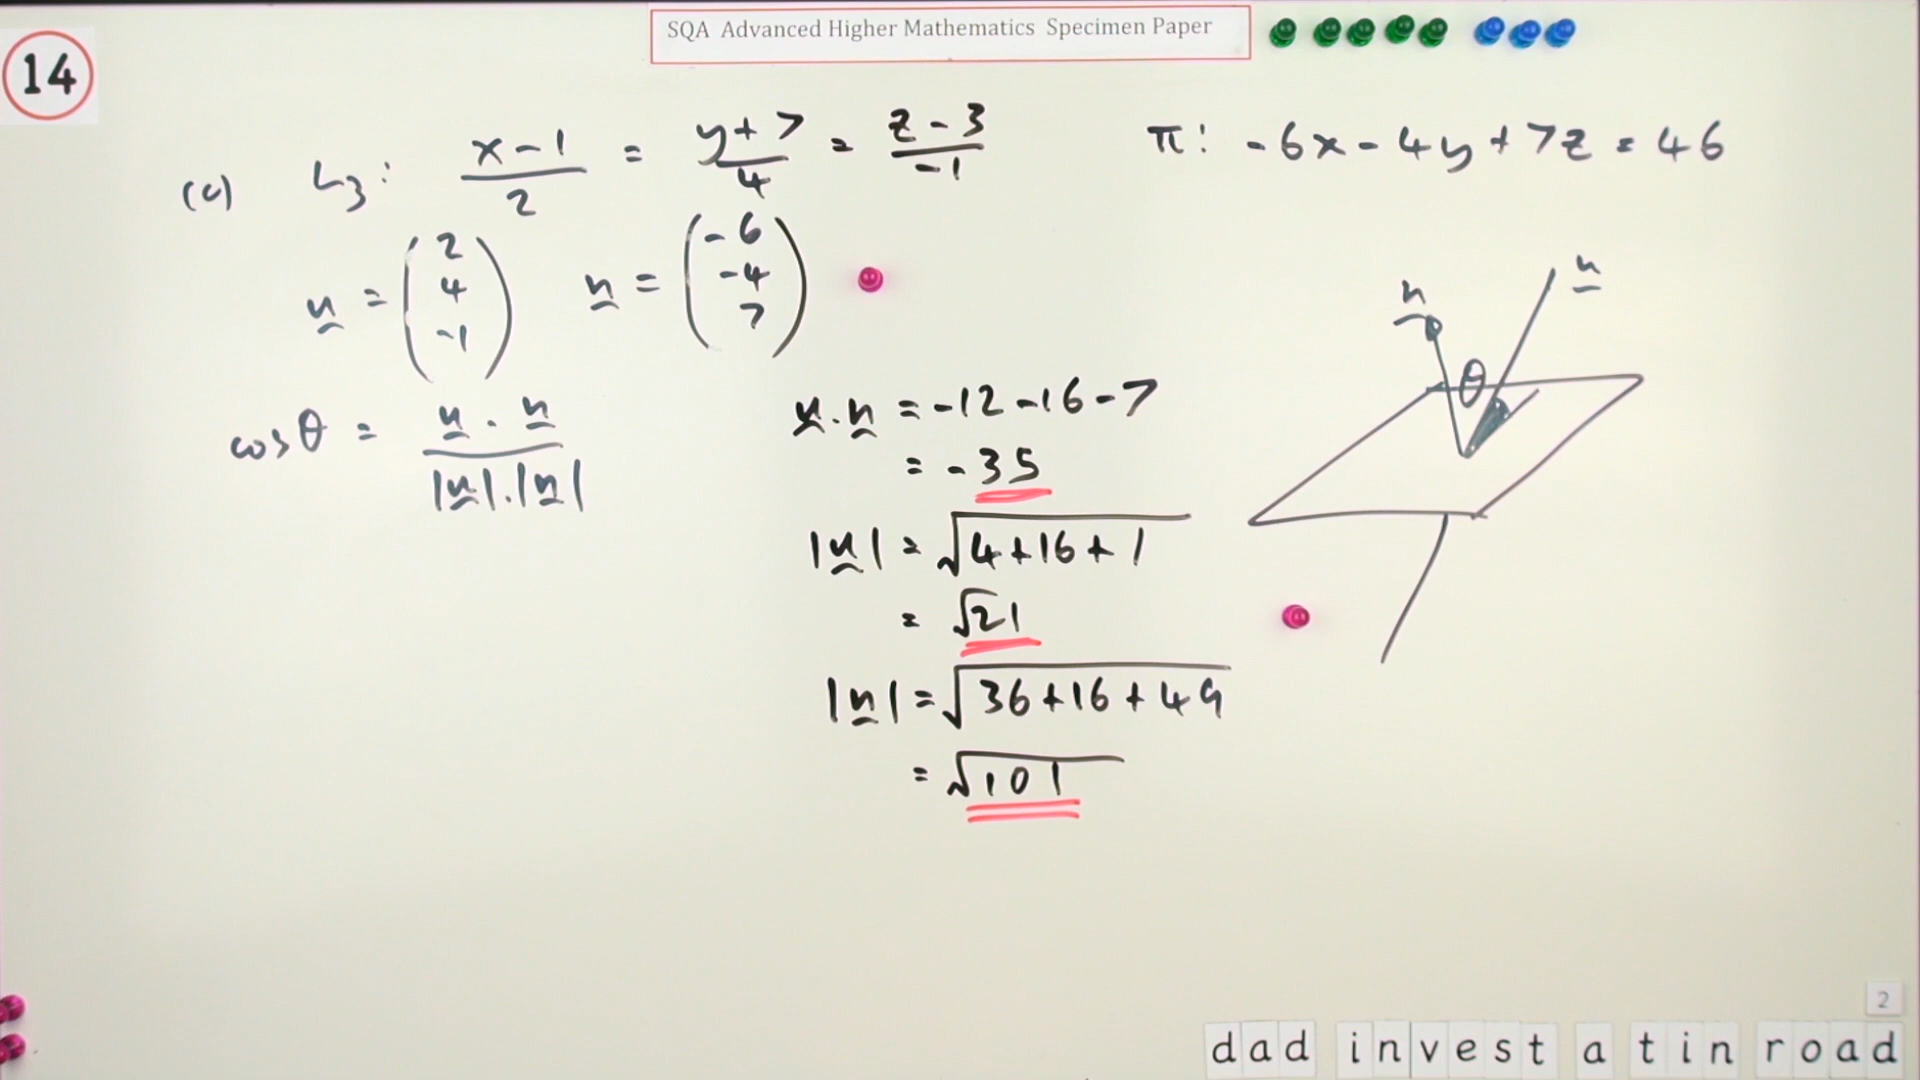 SQA Advanced Higher Mathematics Specimen Paper
14
(c) L₃: (x-1)/2 = (y+7)/4 = (z-3)/-1
π: -6x-4y+7z=46
u = (2 4 -1) n = (-6 -4 7)
n u
θ
cosθ = u.n / |u|.|n|
u.n = -12-16-7
= -35
|u| = √4+16+1
= √21
|n| = √36+16+49
= √101
2
dad invest a tin road